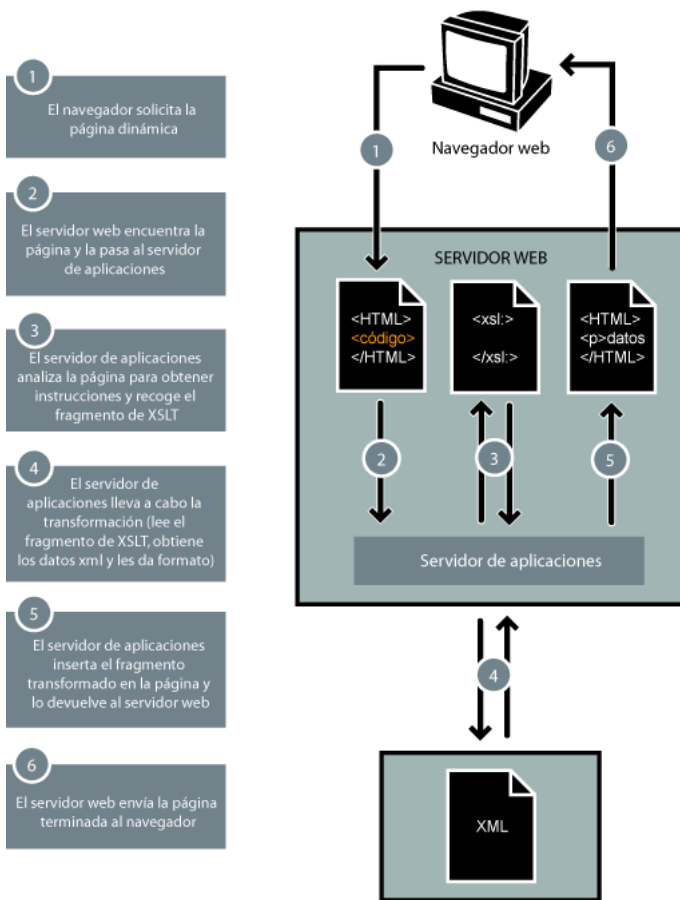 1
El navegador solicita la
página dinámica
2
El servidor web encuentra la
página y la pasa al servidor
de aplicaciones
3
El servidor de aplicaciones
analiza la página para obtener
instrucciones y recoge el
fragmento de XSLT
4
El servidor de
aplicaciones lleva a cabo la
transformación (lee el
fragmento de XSLT, obtiene
los datos xml y les da formato)
5
El servidor de aplicaciones
inserta el fragmento
transformado en la página y
lo devuelve al servidor web
6
El servidor web envía la página
terminada al navegador
Navegador web
1
6
SERVIDOR WEB
<HTML>
<código>
</HTML>
<xsl:>
</xsl:>
<HTML>
<p>datos
</HTML>
2
3
5
Servidor de aplicaciones
4
XML